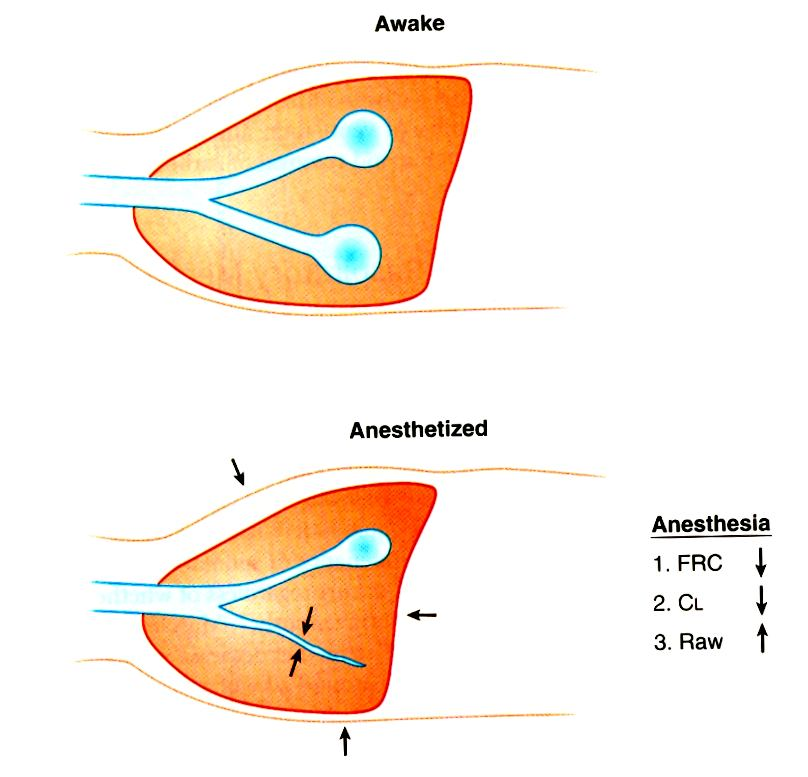 Awake
Anesthetized
Anesthesia
1. FRC ↓
2. CL ↓
3. Raw ↑